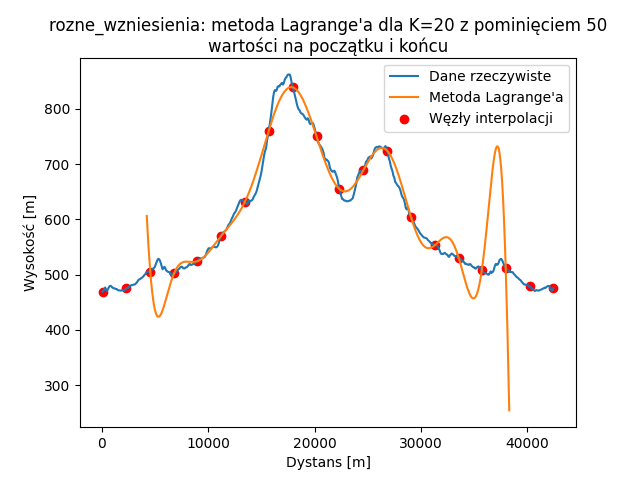 rozne_wzniesienia: metoda Lagrange'a dla K=20 z pominięciem 50
wartości na początku i końcu
Dane rzeczywiste
Metoda Lagrange'a
Węzły interpolacji
Wysokość [m]
800
700
600
500
400
300
0
10000
20000
30000
40000
Dystans [m]